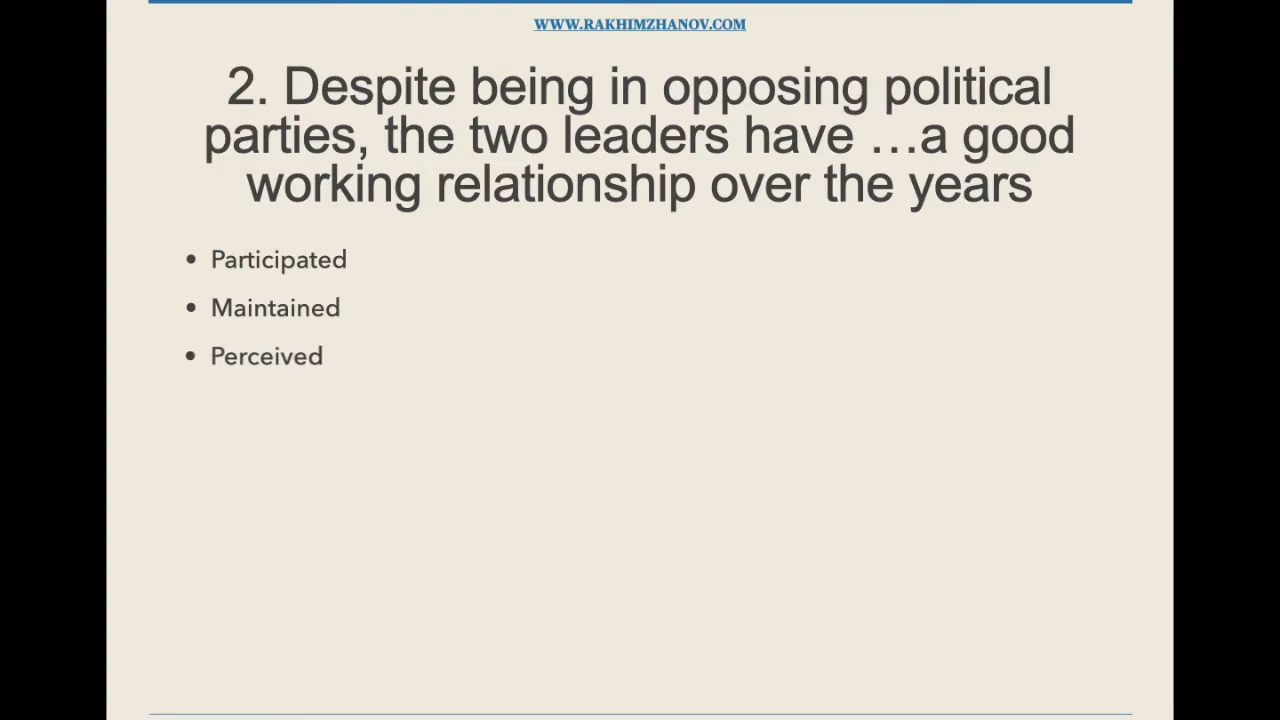 WWW.RAKHIMZHANOV.COM
2. Despite being in opposing political
parties, the two leaders have …a good
working relationship over the years
• Participated
• Maintained
• Perceived